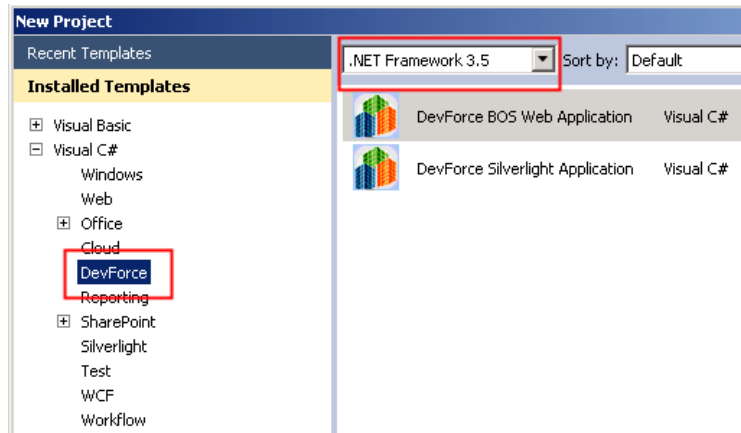 New Project
Recent Templates
Installed Templates
Visual Basic
Visual C#
Windows
Web
Office
Cloud
DevForce
Reporting
SharePoint
Silverlight
Test
WCF
Workflow
.NET Framework 3.5 Sort by: Default
DevForce BOS Web Application Visual C#
DevForce Silverlight Application Visual C#